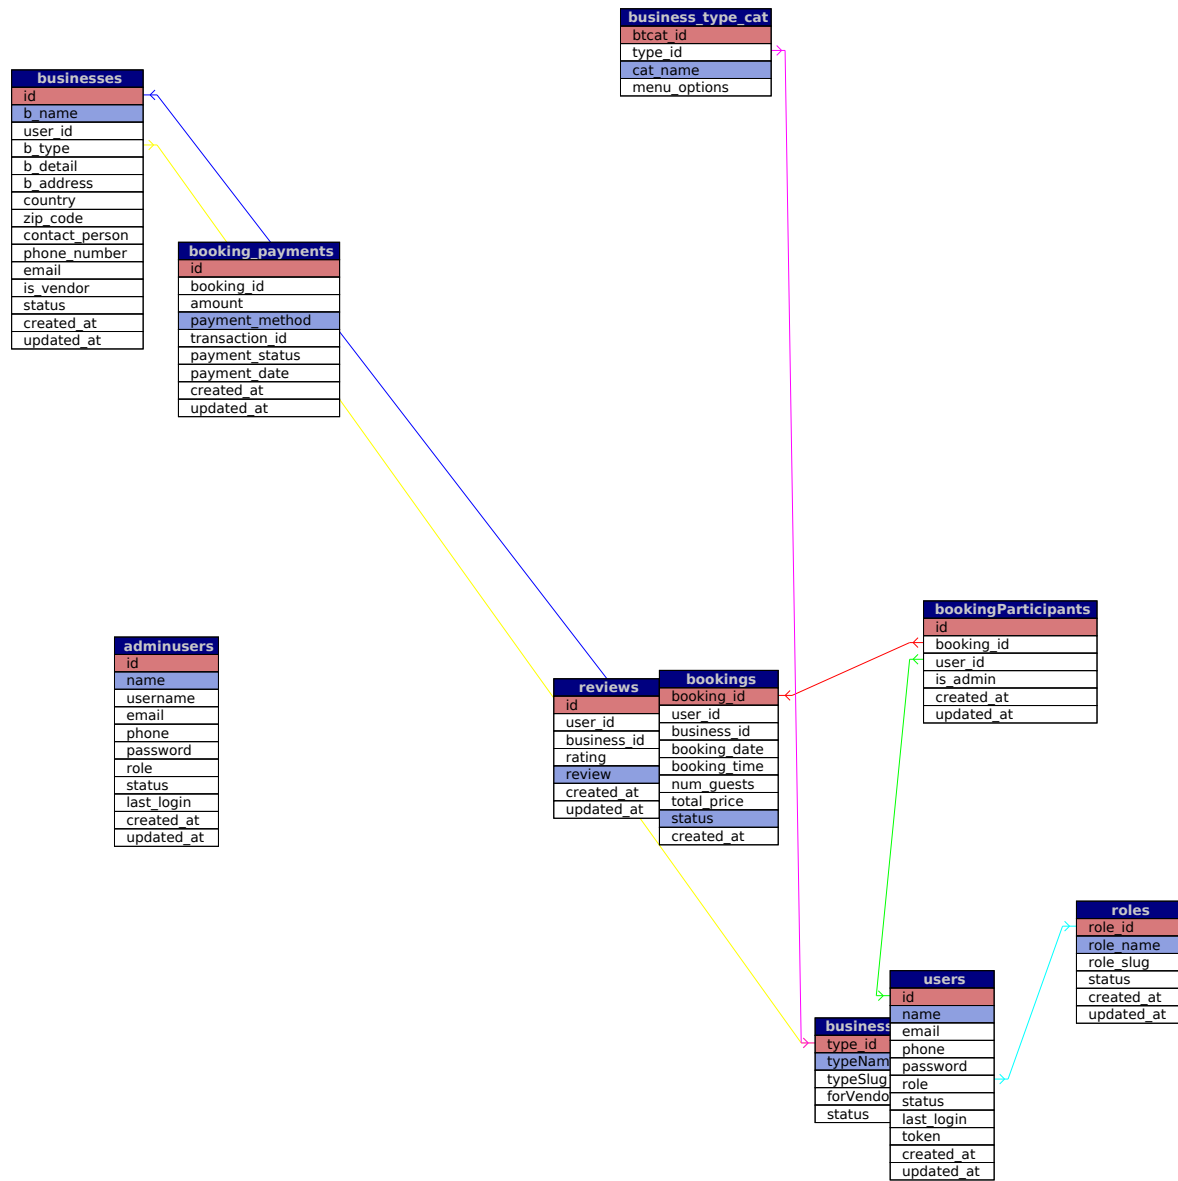 business_type_cat
btcat_id
type_id
cat_name
menu_options
businesses
id
b_name
user_id
b_type
b_detail
b_address
country
zip_code
contact_person
phone_number
email
is_vendor
status
created_at
updated_at
booking_payments
id
booking_id
amount
payment_method
transaction_id
payment_status
payment_date
created_at
updated_at
bookingParticipants
id
booking_id
user_id
is_admin
created_at
updated_at
adminusers
id
name
username
email
phone
password
role
status
last_login
created_at
updated_at
reviews
id
user_id
business_id
rating
review
created_at
updated_at
bookings
booking_id
user_id
business_id
booking_date
booking_time
num_guests
total_price
status
created_at
roles
role_id
role_name
role_slug
status
created_at
updated_at
users
id
name
email
phone
password
role
status
last_login
token
created_at
updated_at
business
type_id
typeNam
typeSlug
forVendo
status